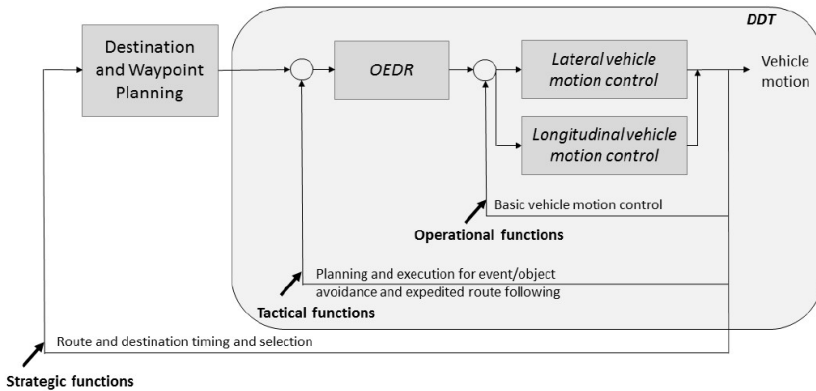 DDT
Destination
and Waypoint
Planning
OEDR
Lateral vehicle
motion control
Vehicle
motion
Longitudinal vehicle
motion control
Basic vehicle motion control
Operational functions
Planning and execution for event/object
avoidance and expedited route following
Tactical functions
Route and destination timing and selection
Strategic functions